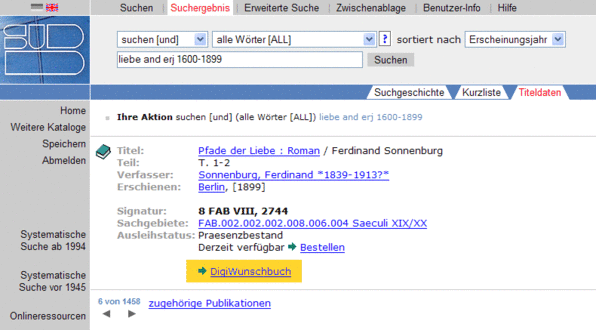 Suchen | Suchergebnis | Erweiterte Suche | Zwischenablage | Benutzer-Info | Hilfe
SUB
suchen [und] alle Wörter [ALL] ? sortiert nach Erscheinungsjahr
liebe and erj 1600-1899 Suchen
Suchgeschichte Kurzliste Titeldaten
Home
Weitere Kataloge
Speichern
Abmelden
Systematische
Suche ab 1994
Systematische
Suche vor 1945
Onlineressourcen
Ihre Aktion suchen [und] (alle Wörter [ALL]) liebe and erj 1600-1899
Titel: Pfade der Liebe : Roman / Ferdinand Sonnenburg
Teil: T. 1-2
Verfasser: Sonnenburg, Ferdinand *1839-1913?*
Erschienen: Berlin, [1899]
Signatur: 8 FAB VIII, 2744
Sachgebiete: FAB.002.002.002.008.006.004 Saeculi XIX/XX
Ausleihstatus: Praesenzbestand
Derzeit verfügbar Bestellen
DigiWunschbuch
6 von 1458 zugehörige Publikationen